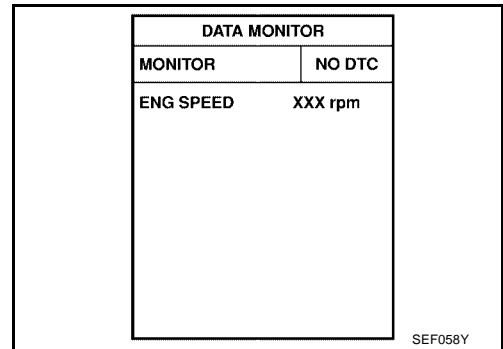 DATA MONITOR
MONITOR NO DTC
ENG SPEED XXX rpm
SEF058Y